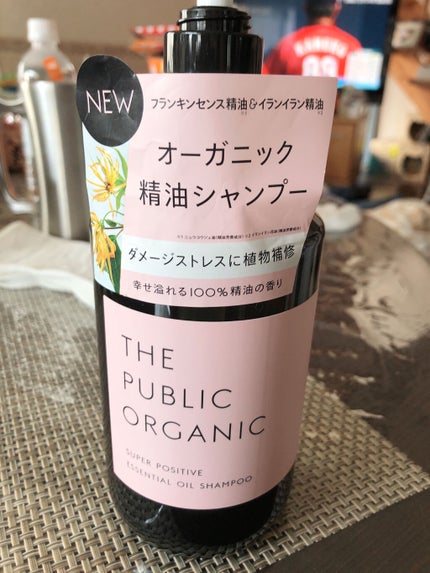 NEW
フランキンセンス精油&イランイラン精油
オーガニック
精油シャンプー
ダメージストレスに植物補修
幸せ溢れる100%精油の香り
THE
PUBLIC
ORGANIC
SUPER POSITIVE
ESSENTIAL OIL SHAMPOO